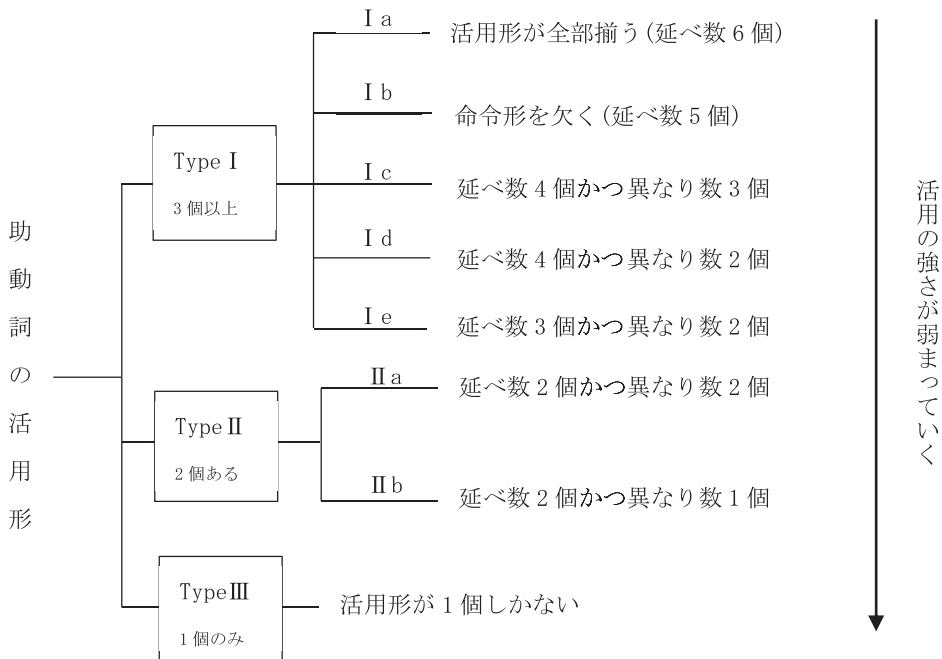 助動詞の活用形
Type Ⅰ
3個以上
Ⅰa
活用形が全部揃う(延べ数6個)
Ⅰb
命令形を欠く(延べ数5個)
Ⅰc
延べ数4個かつ異なり数3個
Ⅰd
延べ数4個かつ異なり数2個
Ⅰe
延べ数3個かつ異なり数2個
Type Ⅱ
2個ある
Ⅱa
延べ数2個かつ異なり数2個
Ⅱb
延べ数2個かつ異なり数1個
Type Ⅲ
1個のみ
活用形が1個しかない
活用の強さが弱まっていく